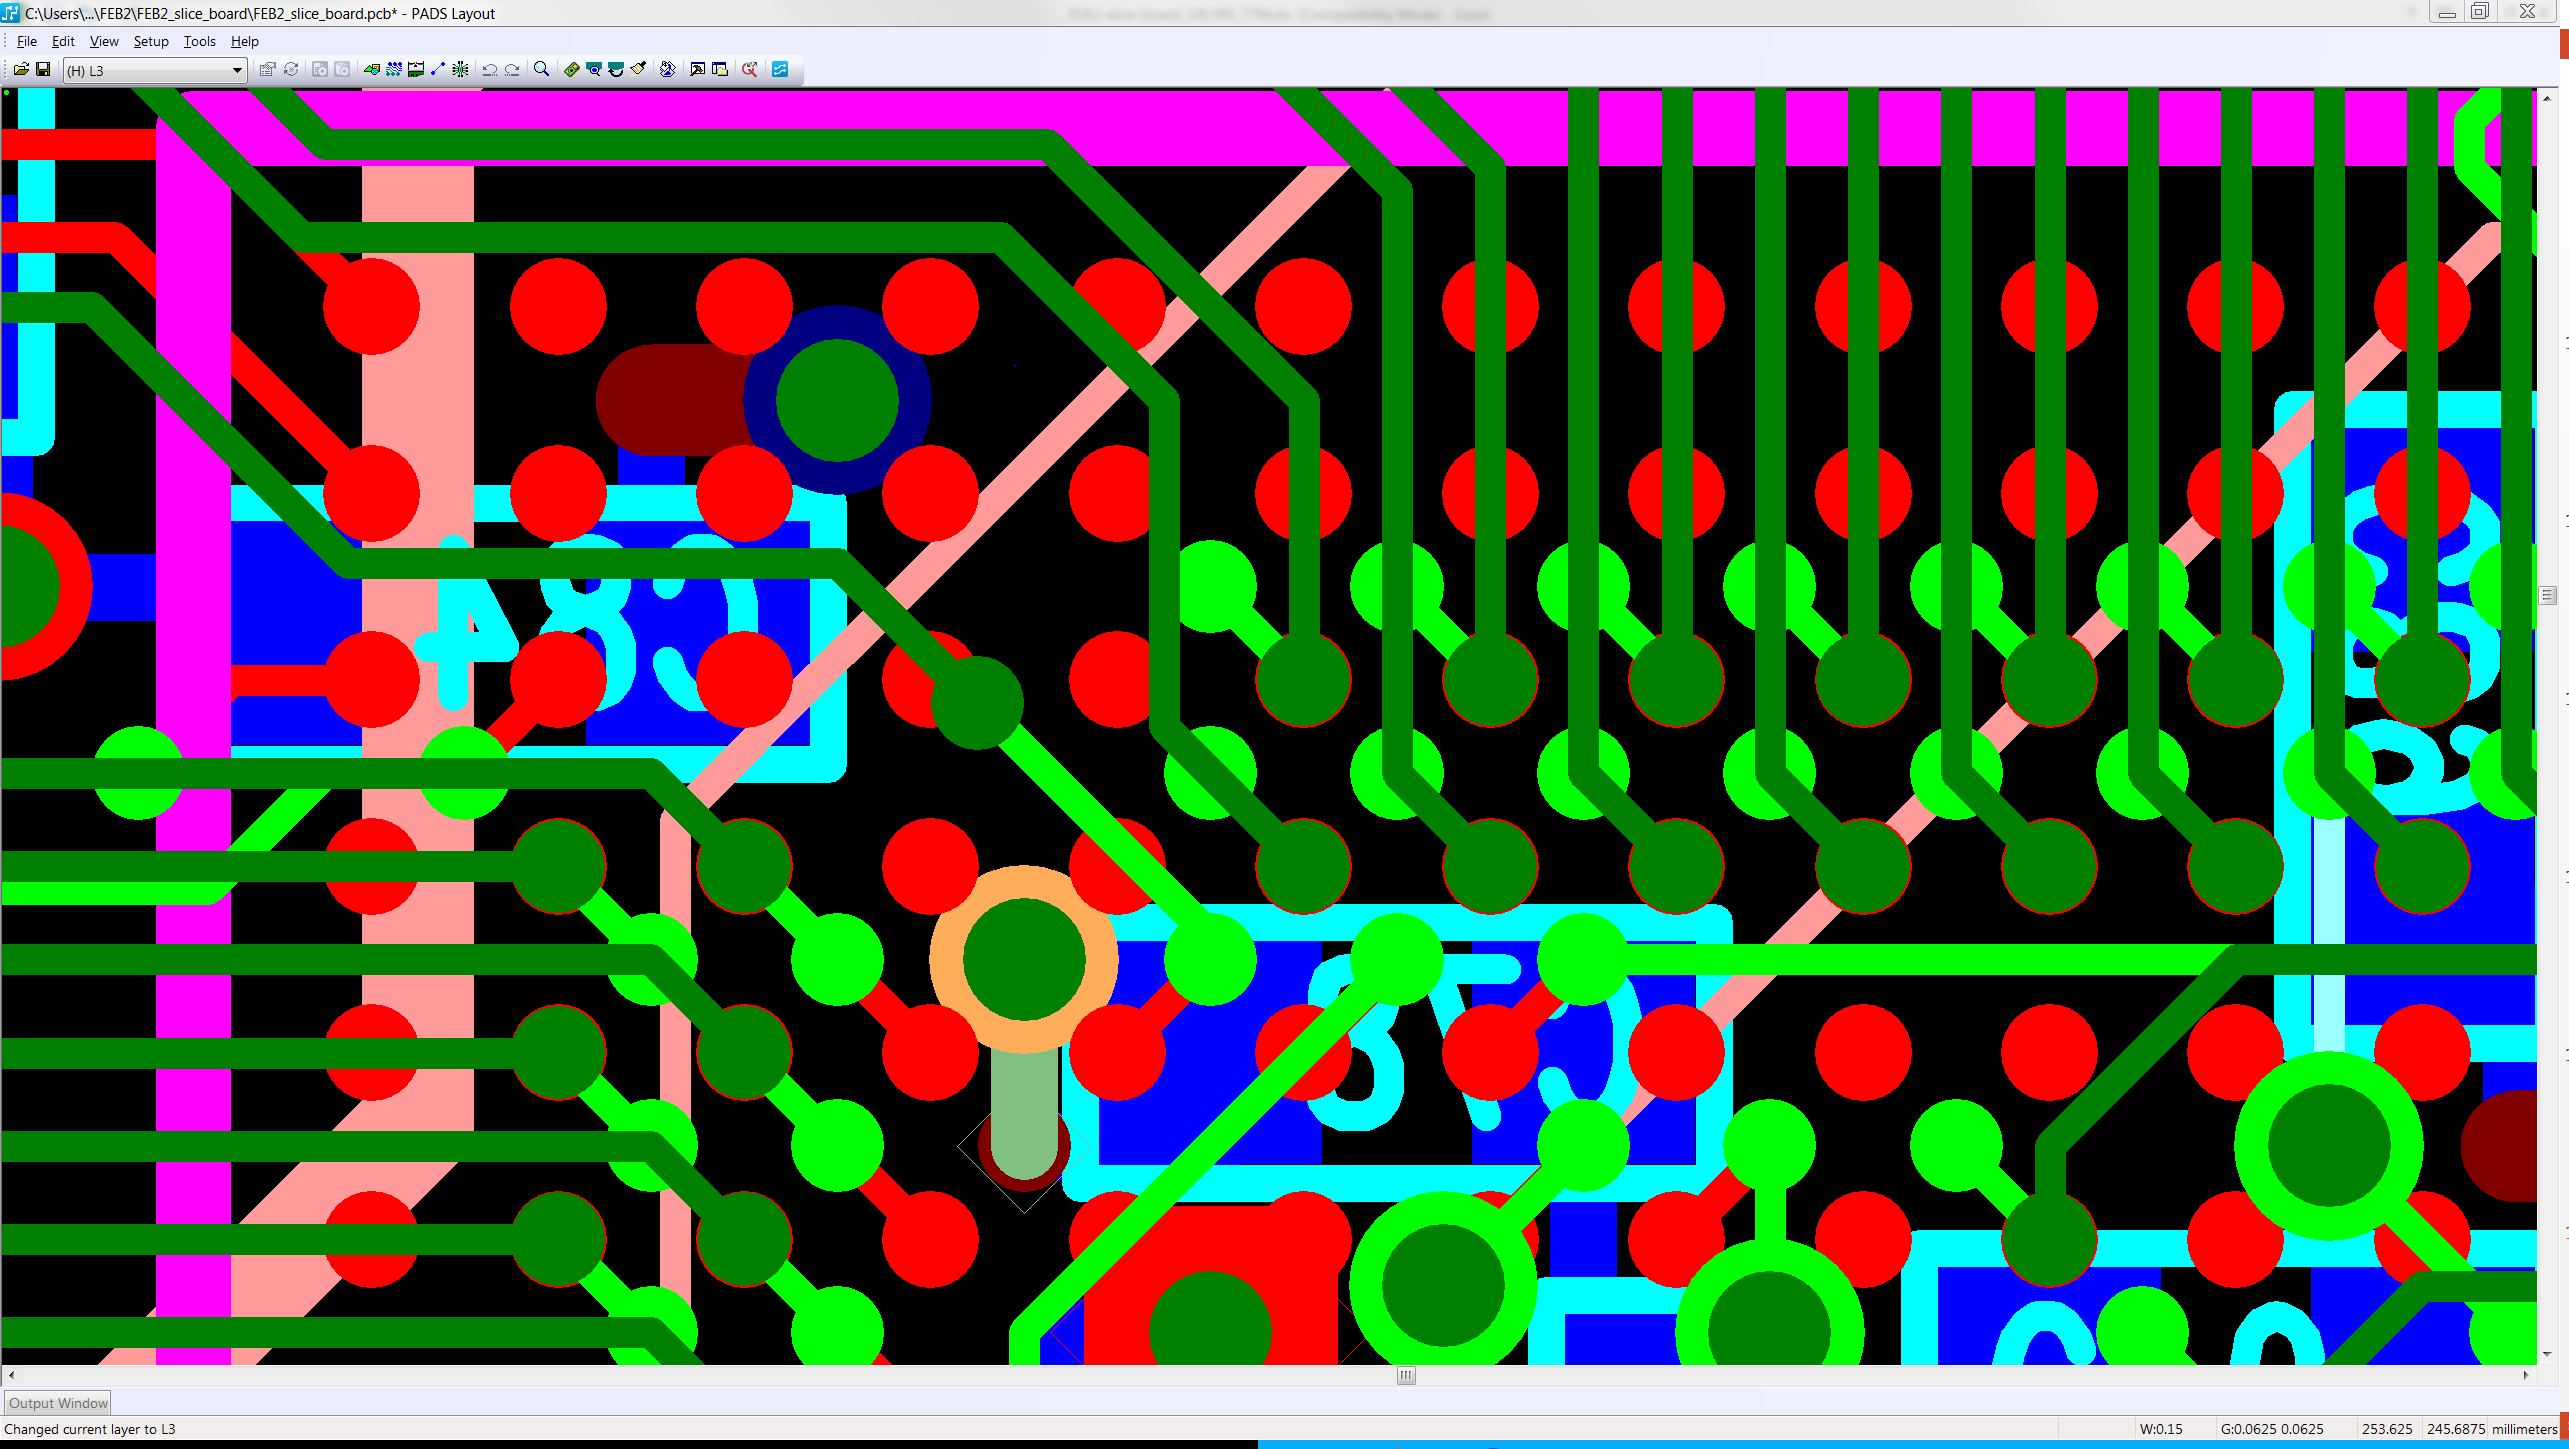 C:\Users\...\FEB2\FEB2_slice_board\FEB2_slice_board.pcb* - PADS Layout
File Edit View Setup Tools Help
(H) L3
Output Window
Changed current layer to L3 W:0.15 G:0.0625 0.0625 253.625 245.6875 millimeters